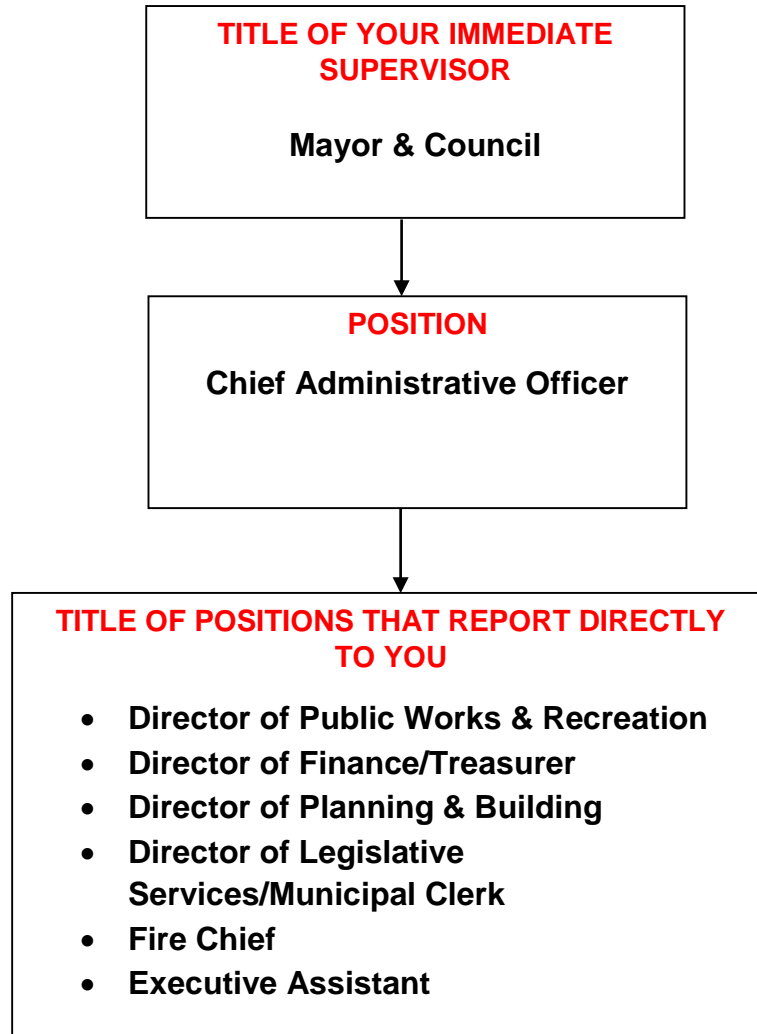 TITLE OF YOUR IMMEDIATE
SUPERVISOR
Mayor & Council
POSITION
Chief Administrative Officer
TITLE OF POSITIONS THAT REPORT DIRECTLY
TO YOU
• Director of Public Works & Recreation
• Director of Finance/Treasurer
• Director of Planning & Building
• Director of Legislative
Services/Municipal Clerk
• Fire Chief
• Executive Assistant